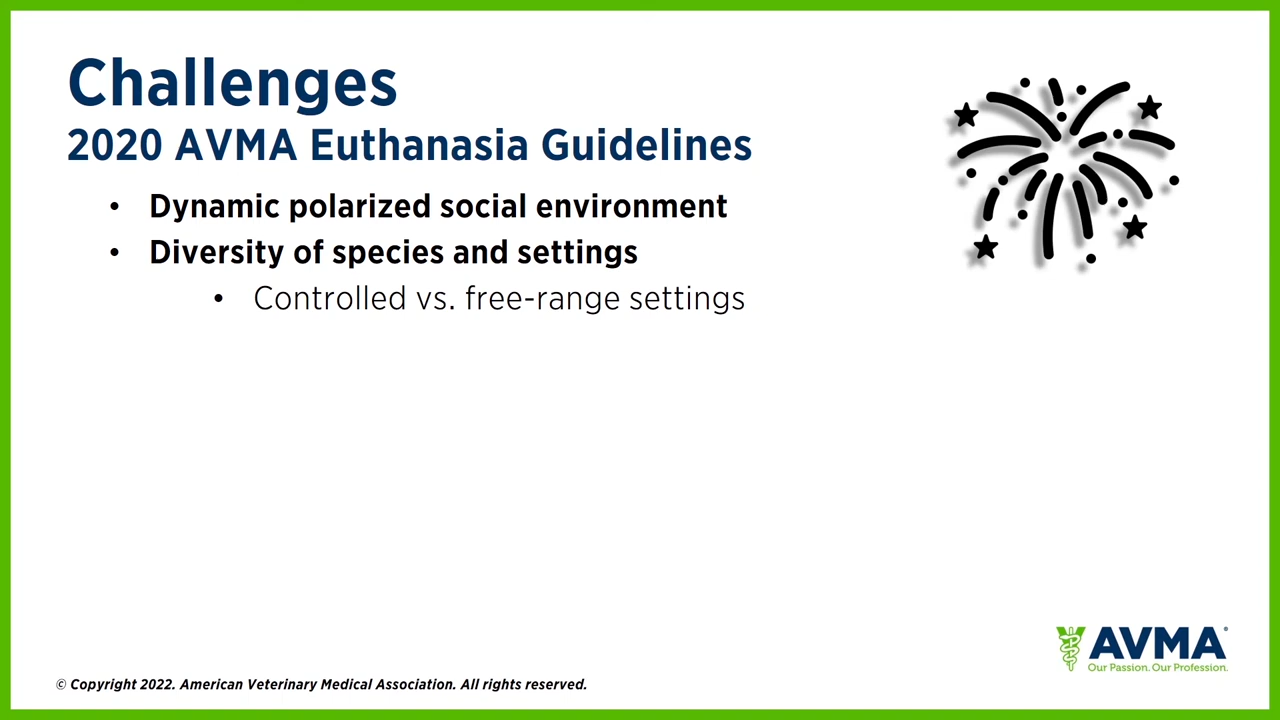 Challenges
2020 AVMA Euthanasia Guidelines
• Dynamic polarized social environment
• Diversity of species and settings
• Controlled vs. free-range settings
AVMA®
Our Passion. Our Profession.
© Copyright 2022. American Veterinary Medical Association. All rights reserved.